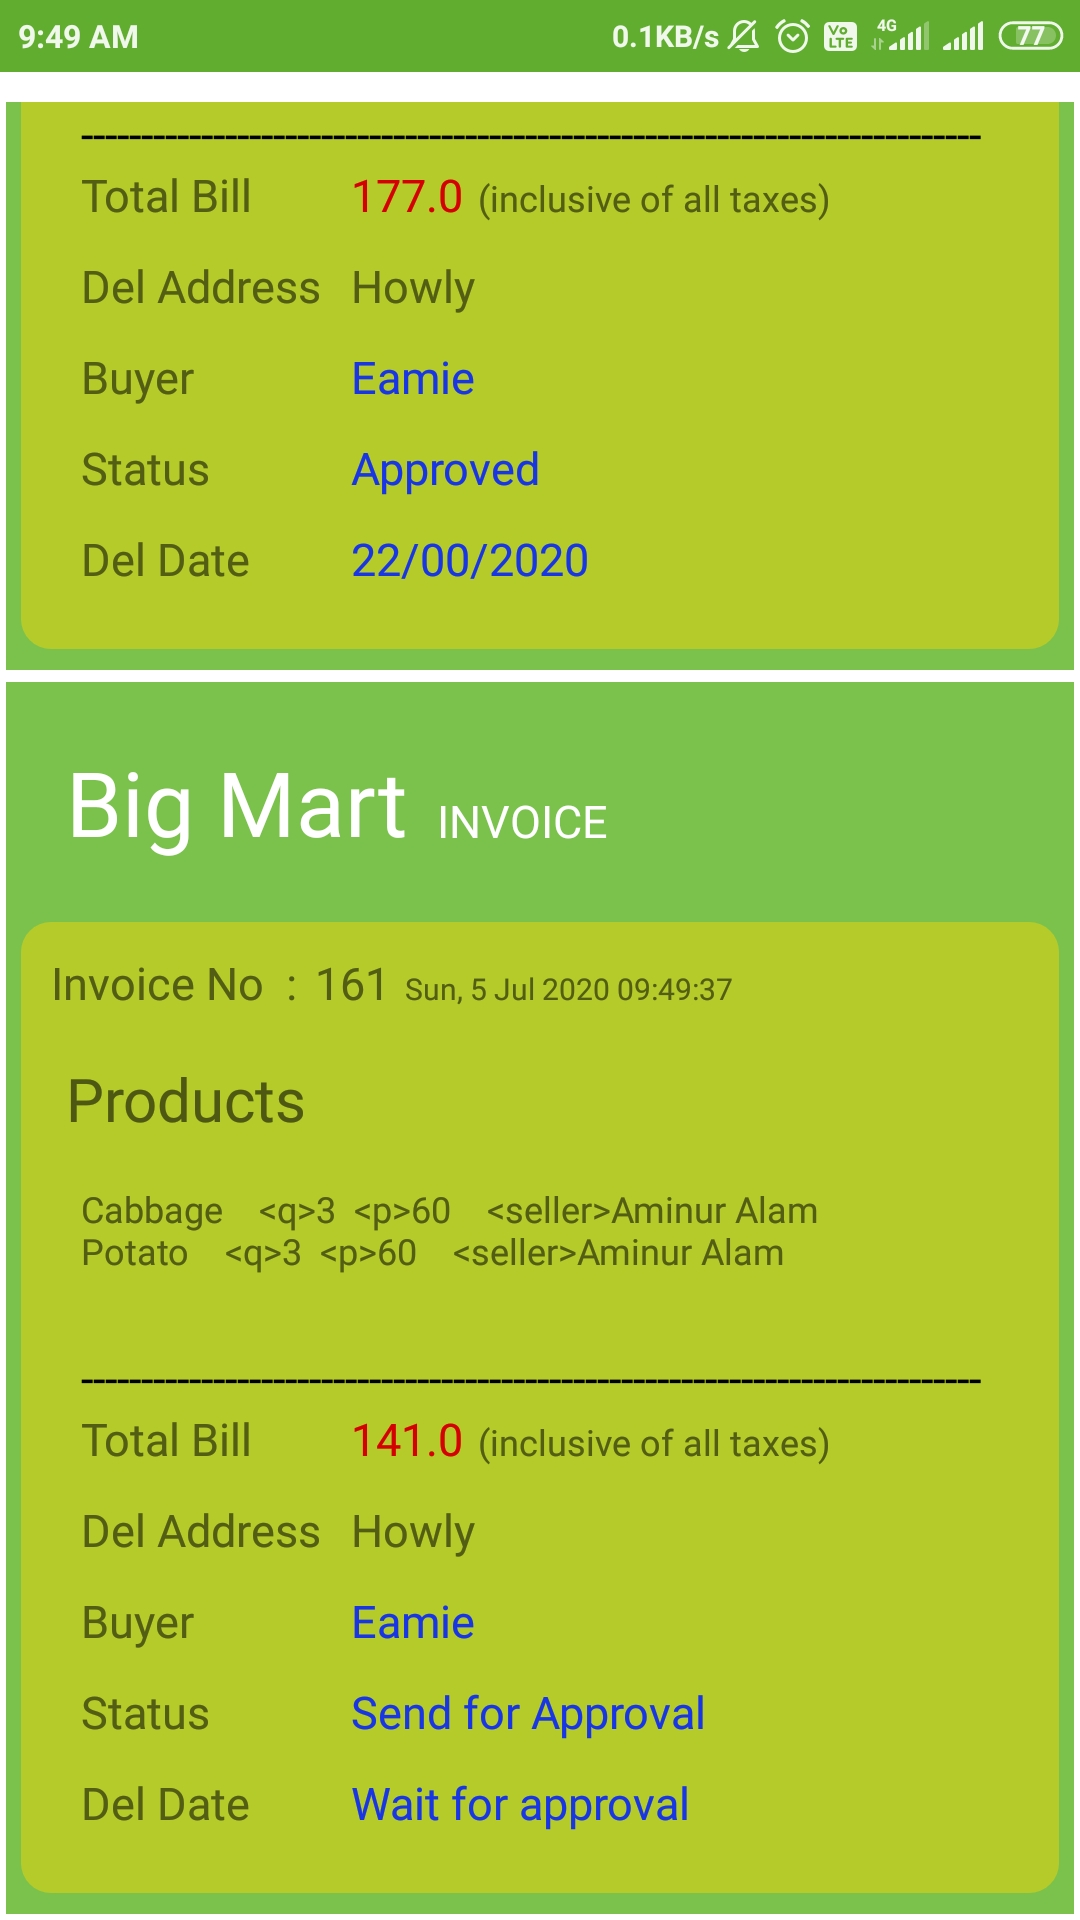 9:49 AM 0.1KB/s Vo LTE 4G 77
Total Bill 177.0 (inclusive of all taxes)
Del Address Howly
Buyer Eamie
Status Approved
Del Date 22/00/2020
Big Mart INVOICE
Invoice No : 161 Sun, 5 Jul 2020 09:49:37
Products
Cabbage <q>3 <p>60 <seller>Aminur Alam
Potato <q>3 <p>60 <seller>Aminur Alam
Total Bill 141.0 (inclusive of all taxes)
Del Address Howly
Buyer Eamie
Status Send for Approval
Del Date Wait for approval